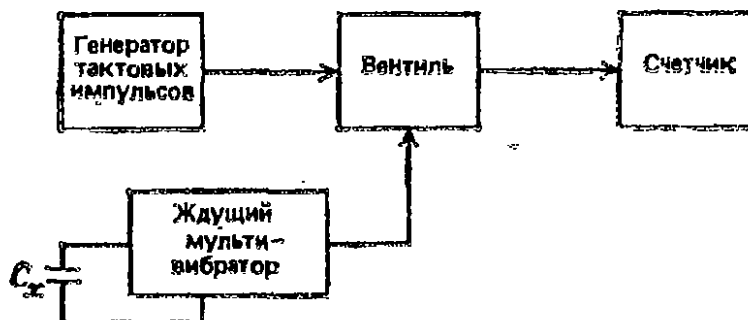 Генератор
тактовых
импульсов
Вентиль
Счетчик
Ждущий
мульти-
вибратор
Cx